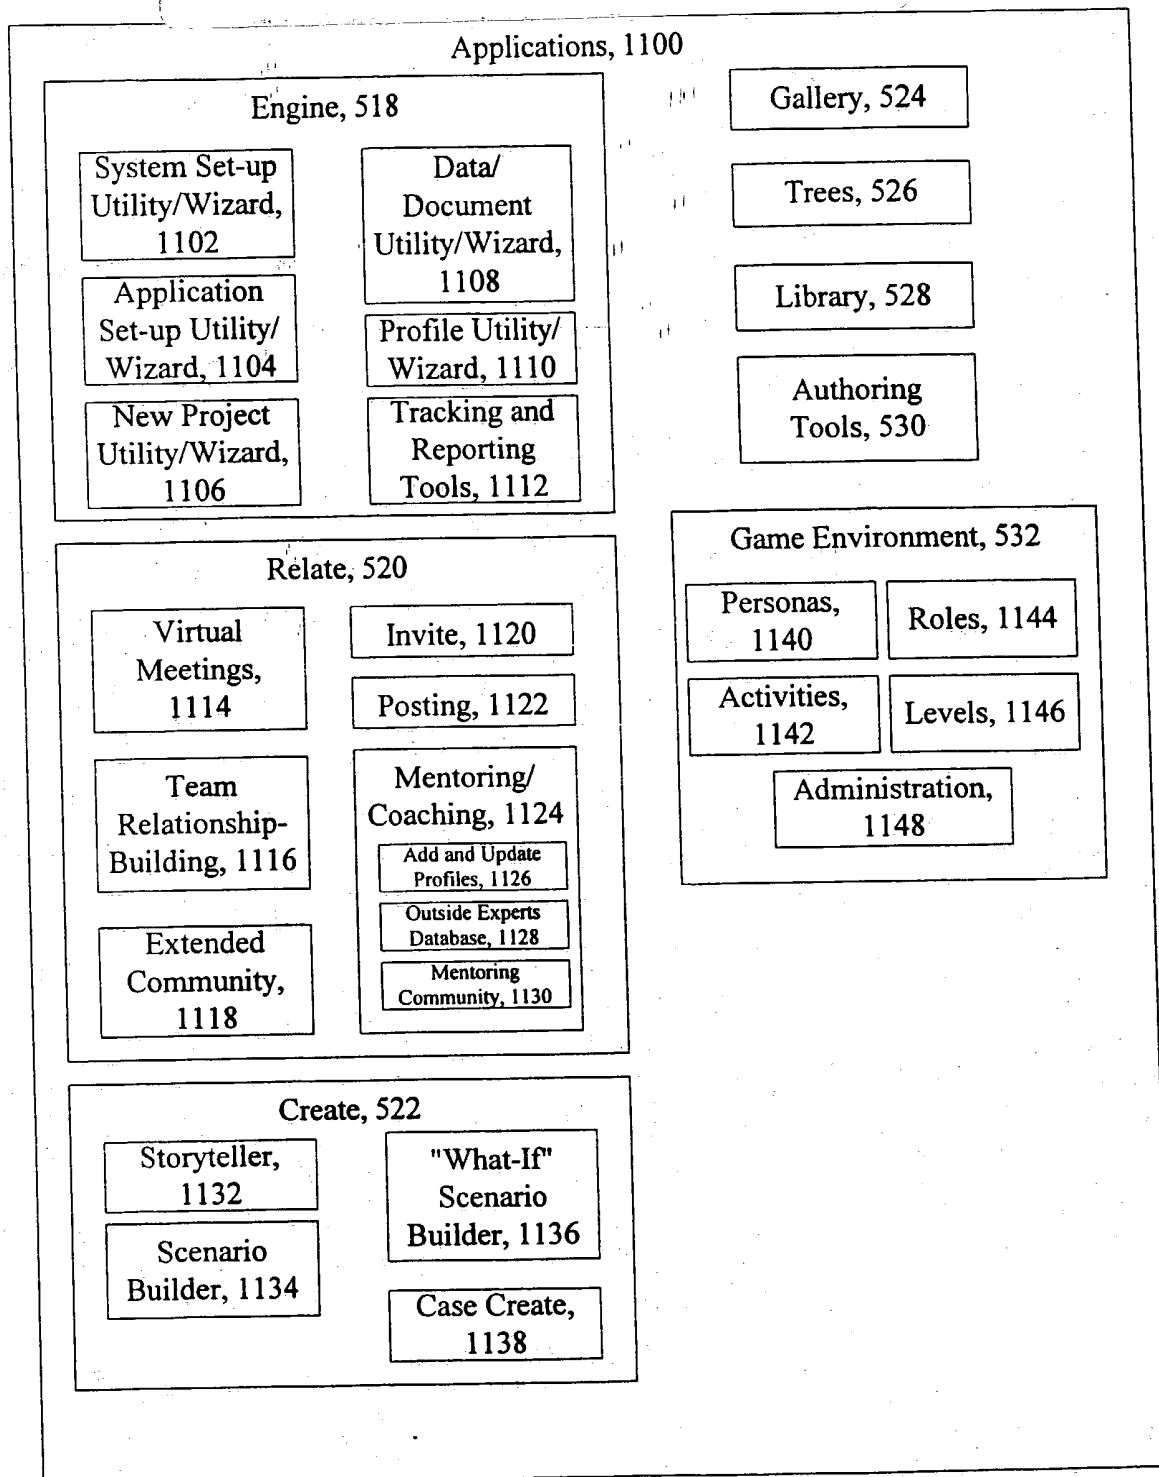 Applications, 1100
Engine, 518
System Set-up
Utility/Wizard,
1102
Application
Set-up Utility/
Wizard, 1104
New Project
Utility/Wizard,
1106
Data/
Document
Utility/Wizard,
1108
Profile Utility/
Wizard, 1110
Tracking and
Reporting
Tools, 1112
Relate, 520
Virtual
Meetings,
1114
Team
Relationship-
Building, 1116
Extended
Community,
1118
Invite, 1120
Posting, 1122
Mentoring/
Coaching, 1124
Add and Update
Profiles, 1126
Outside Experts
Database, 1128
Mentoring
Community, 1130
Create, 522
Storyteller,
1132
Scenario
Builder, 1134
"What-If"
Scenario
Builder, 1136
Case Create,
1138
Gallery, 524
Trees, 526
Library, 528
Authoring
Tools, 530
Game Environment, 532
Personas,
1140
Roles, 1144
Activities,
1142
Levels, 1146
Administration,
1148